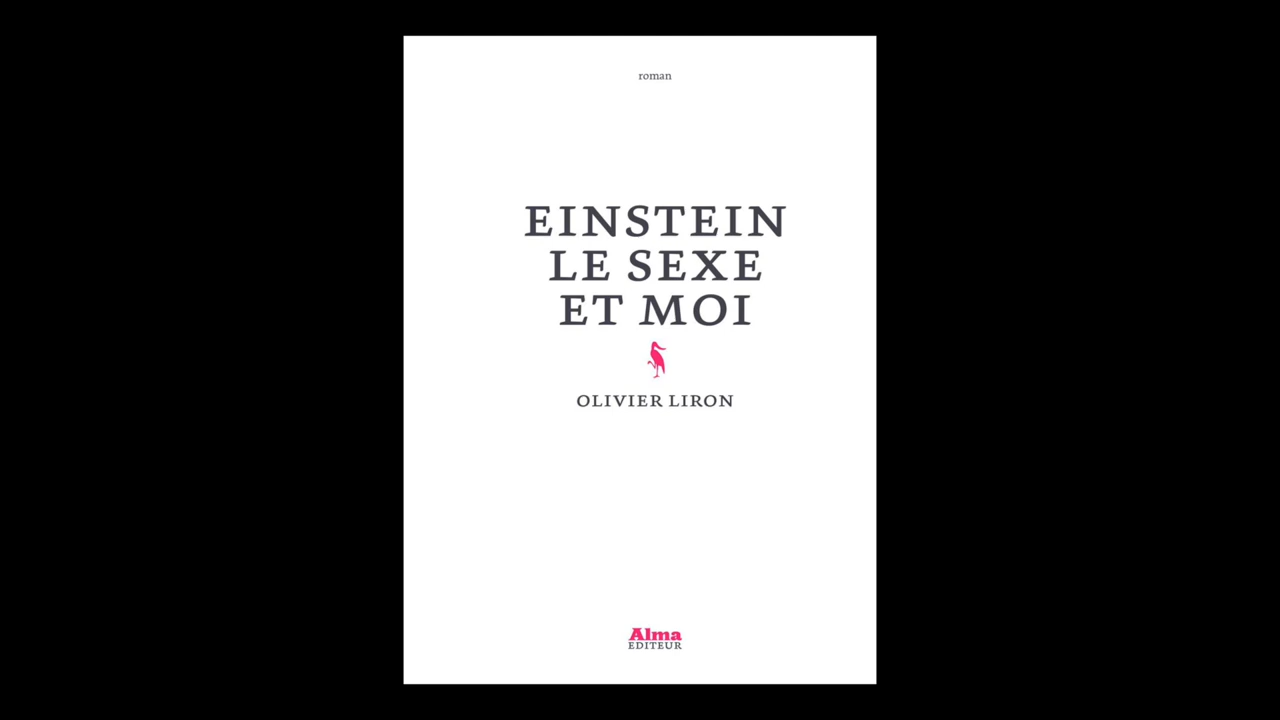 roman
EINSTEIN
LE SEXE
ET MOI
OLIVIER LIRON
Alma
EDITEUR